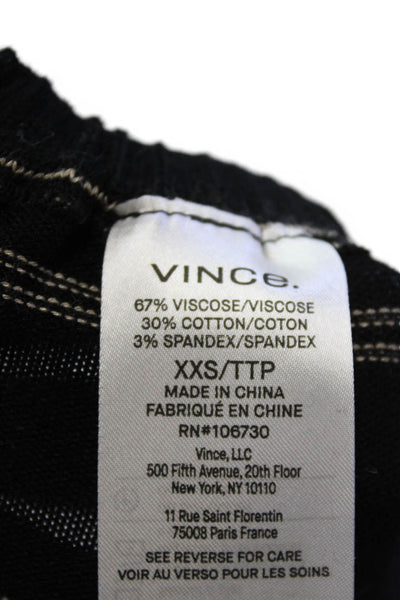 VINCe.
67% VISCOSE/VISCOSE
30% COTTON/COTON
3% SPANDEX/SPANDEX
XXS/TTP
MADE IN CHINA
FABRIQUÉ EN CHINE
RN#106730
Vince, LLC
500 Fifth Avenue, 20th Floor
New York, NY 10110
11 Rue Saint Florentin
75008 Paris France
SEE REVERSE FOR CARE
VOIR AU VERSO POUR LES SOINS